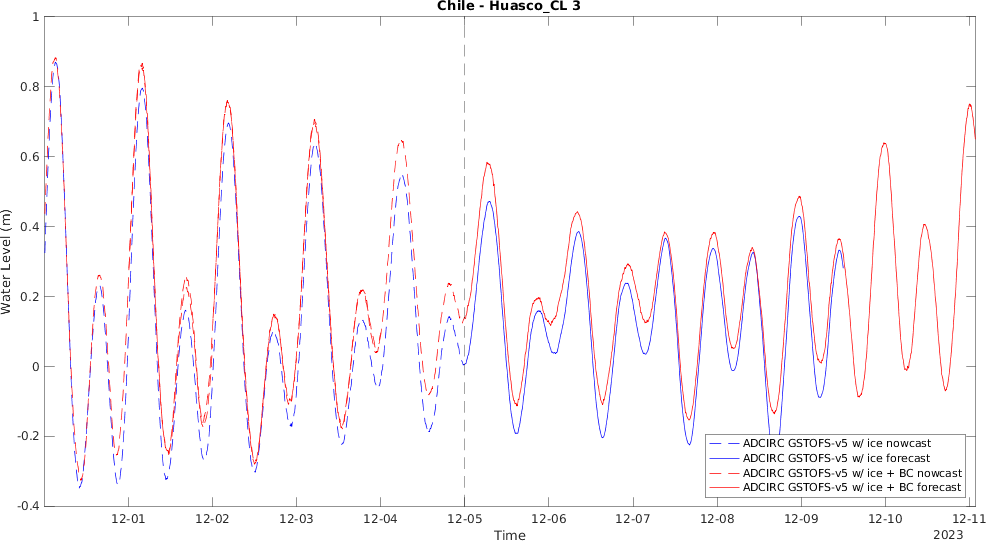 Chile - Huasco_CL 3
Water Level (m)
1
0.8
0.6
0.4
0.2
0
-0.2
-0.4
ADCIRC GSTOFS-v5 w/ ice nowcast
ADCIRC GSTOFS-v5 w/ ice forecast
ADCIRC GSTOFS-v5 w/ ice + BC nowcast
ADCIRC GSTOFS-v5 w/ ice + BC forecast
12-01 12-02 12-03 12-04 12-05 12-06 12-07 12-08 12-09 12-10 12-11
Time
2023